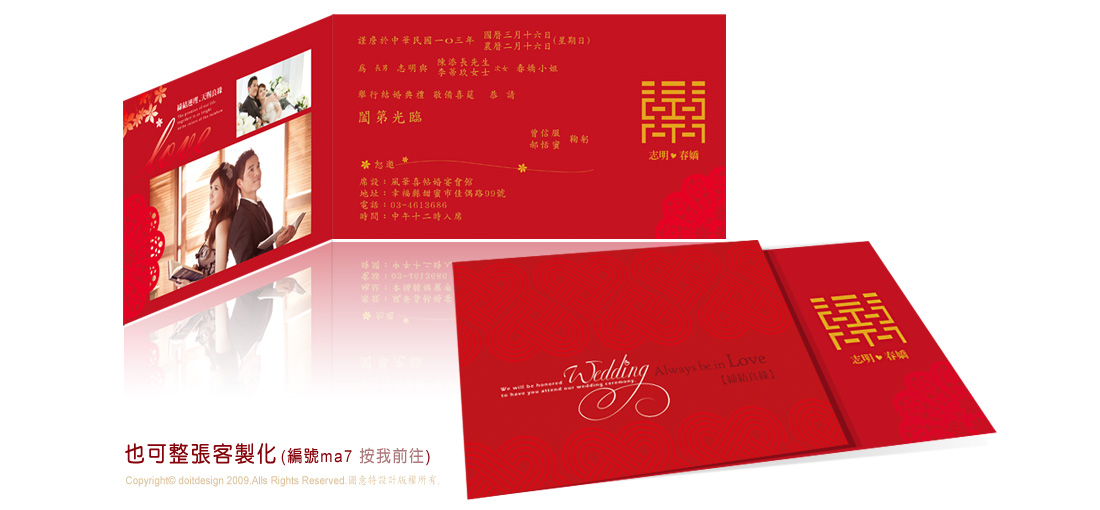 謹詹於中華民國一〇三年 國曆三月十六日 農曆二月十六日 (星期日)
為 長男 志明與 陳添長先生 李蒂玟女士 次女 春嬌小姐
舉行結婚典禮 敬備喜筵 恭 請
闔第光臨
曾信服
郝恬蜜 鞠躬
恕邀
席設：風華喜帖婚宴會館
地址：幸福縣甜蜜市佳偶路99號
電話：03-4613686
時間：中午十二時入席
志明♥春嬌
締結連理,天賜良緣
love
Wedding
We will be honored
to have you attend our wedding ceremony.
Always be in Love
【締結良緣】
志明♥春嬌
也可整張客製化(編號ma7 按我前往)
Copyright© doitdesign 2009.Alls Rights Reserved.圖意特設計版權所有.